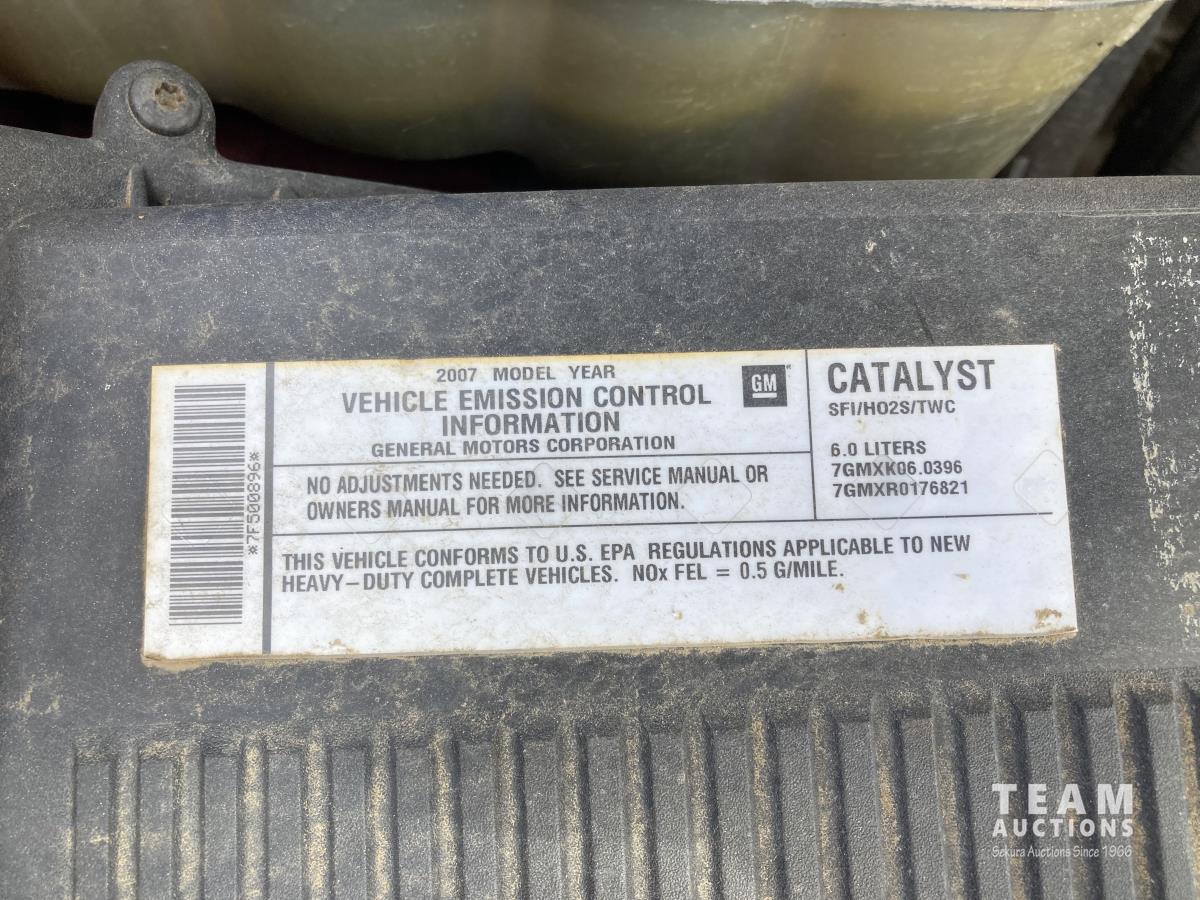 *7F500896*
2007 MODEL YEAR
VEHICLE EMISSION CONTROL
INFORMATION
GENERAL MOTORS CORPORATION
GM
NO ADJUSTMENTS NEEDED. SEE SERVICE MANUAL OR
OWNERS MANUAL FOR MORE INFORMATION.
CATALYST
SFI/HO2S/TWC
6.0 LITERS
7GMXK06.0396
7GMXR0176821
THIS VEHICLE CONFORMS TO U.S. EPA REGULATIONS APPLICABLE TO NEW
HEAVY-DUTY COMPLETE VEHICLES. NOx FEL = 0.5 G/MILE.
TEAM
AUCTIONS
Sekura Auctions Since 1966